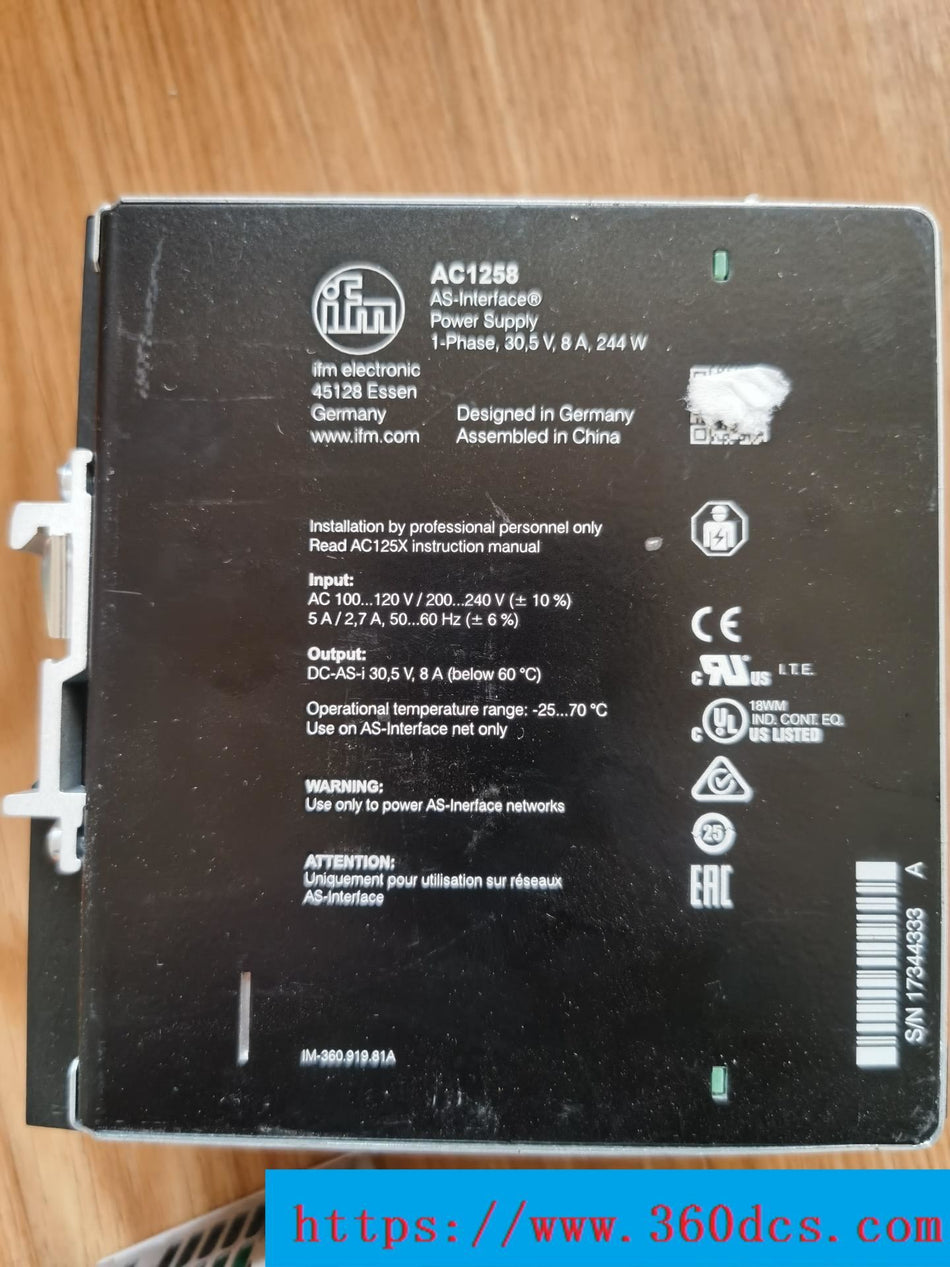 ifm
AC1258
AS-Interface®
Power Supply
1-Phase, 30,5 V, 8 A, 244 W
ifm electronic
45128 Essen
Germany
www.ifm.com
Designed in Germany
Assembled in China
Installation by professional personnel only
Read AC125X instruction manual
Input:
AC 100...120 V / 200...240 V (± 10 %)
5 A / 2,7 A, 50...60 Hz (± 6 %)
Output:
DC-AS-i 30,5 V, 8 A (below 60 °C)
Operational temperature range: -25...70 °C
Use on AS-Interface net only
WARNING:
Use only to power AS-Inerface networks
ATTENTION:
Uniquement pour utilisation sur réseaux
AS-Interface
IM-360.919.81A
CE
c RU US I.T.E.
c UL US LISTED
18WM
IND. CONT. EQ.
25
EAC
S/N 17344333 A
https://www.360dcs.com